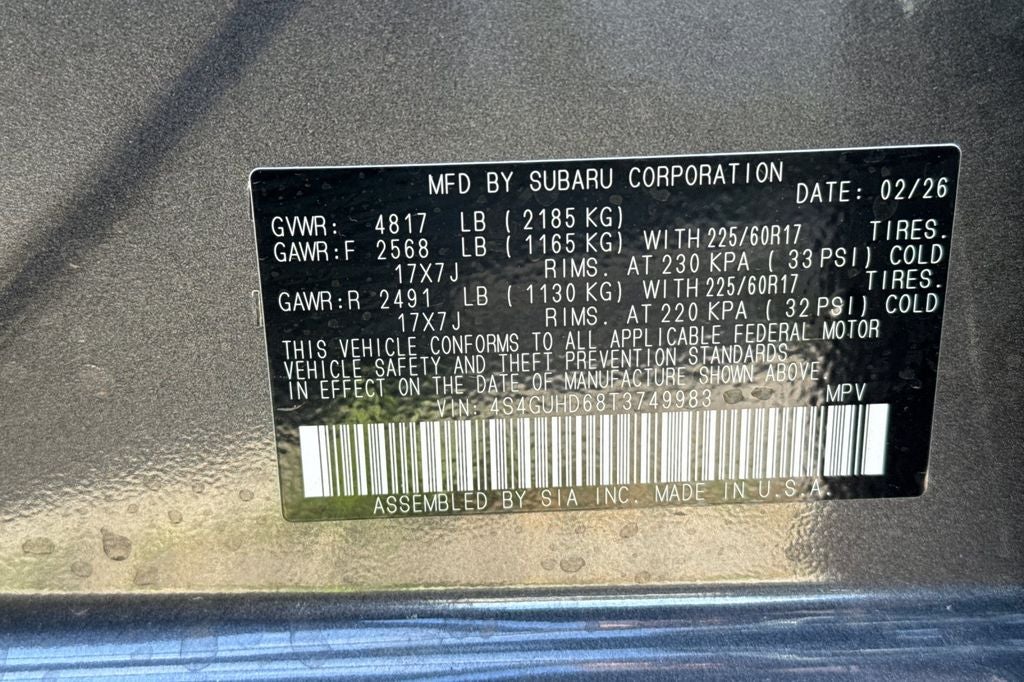 MFD BY SUBARU CORPORATION DATE: 02/26
GVWR: 4817 LB ( 2185 KG)
GAWR:F 2568 LB ( 1165 KG) WITH 225/60R17 TIRES.
17X7J RIMS. AT 230 KPA ( 33 PSI) COLD
GAWR:R 2491 LB ( 1130 KG) WITH 225/60R17 TIRES.
17X7J RIMS. AT 220 KPA ( 32 PSI) COLD
THIS VEHICLE CONFORMS TO ALL APPLICABLE FEDERAL MOTOR
VEHICLE SAFETY AND THEFT PREVENTION STANDARDS
IN EFFECT ON THE DATE OF MANUFACTURE SHOWN ABOVE.
VIN: 4S4GUHD68T3749983 MPV
ASSEMBLED BY SIA INC. MADE IN U.S.A.